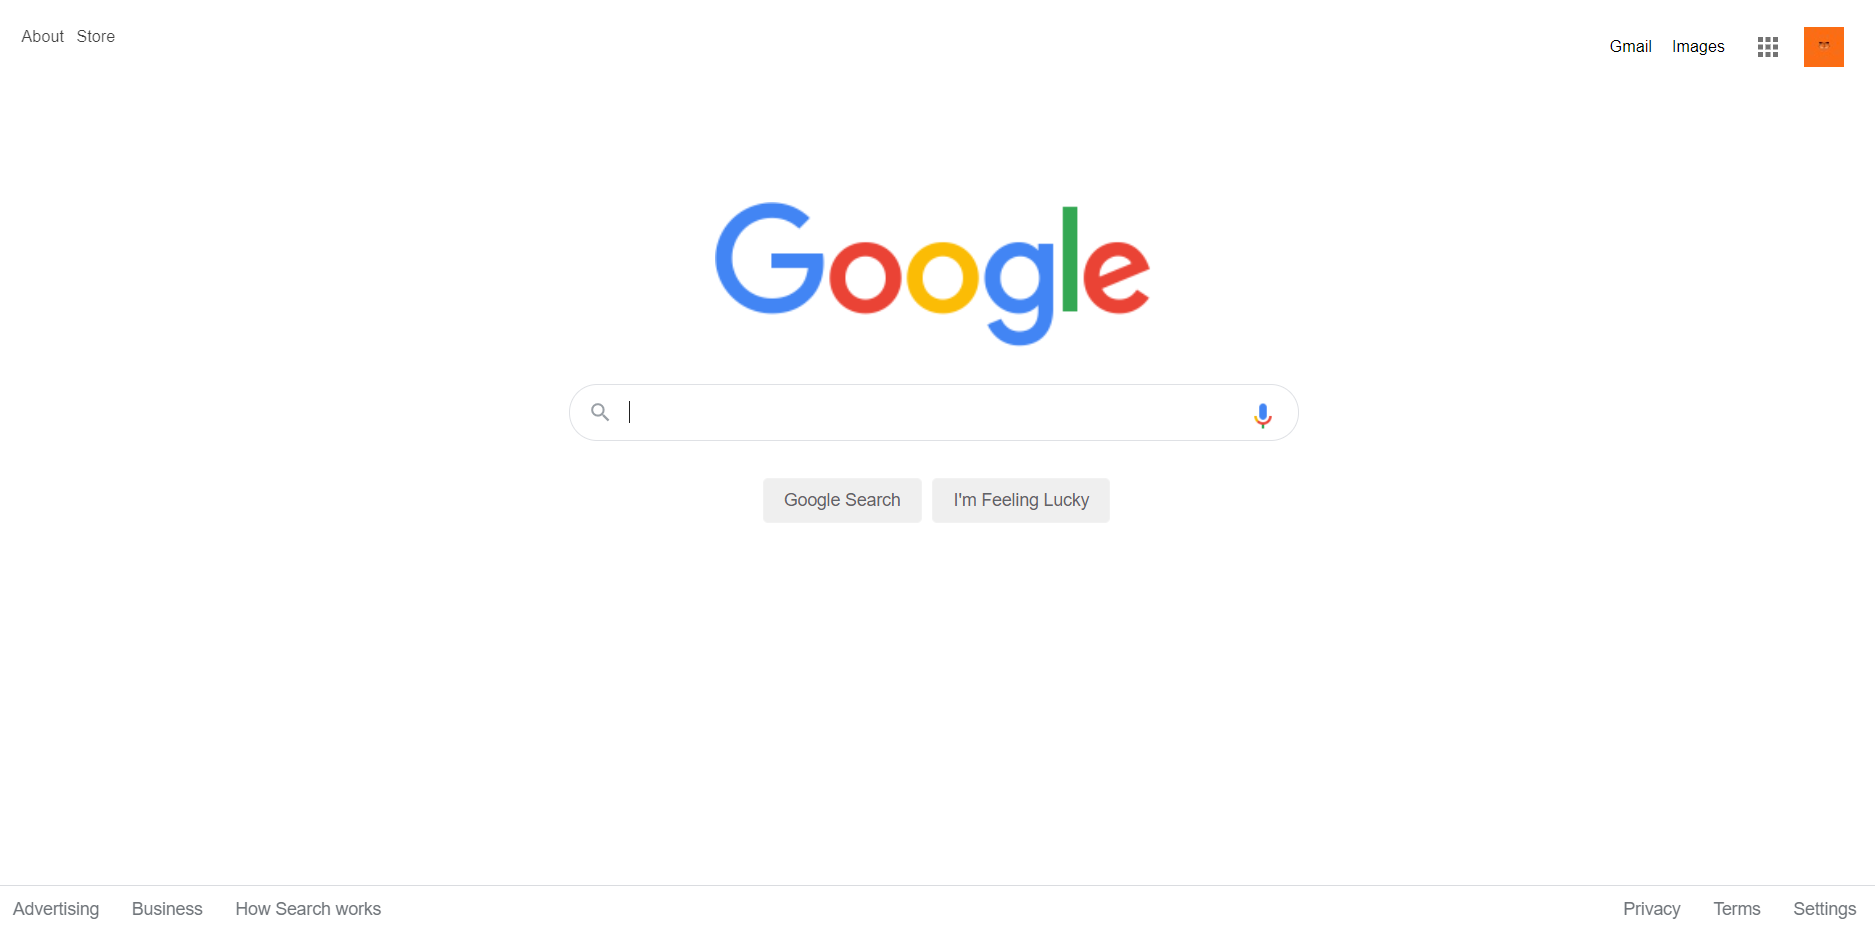 About Store
Gmail Images
Google
Google Search I'm Feeling Lucky
Advertising Business How Search works
Privacy Terms Settings